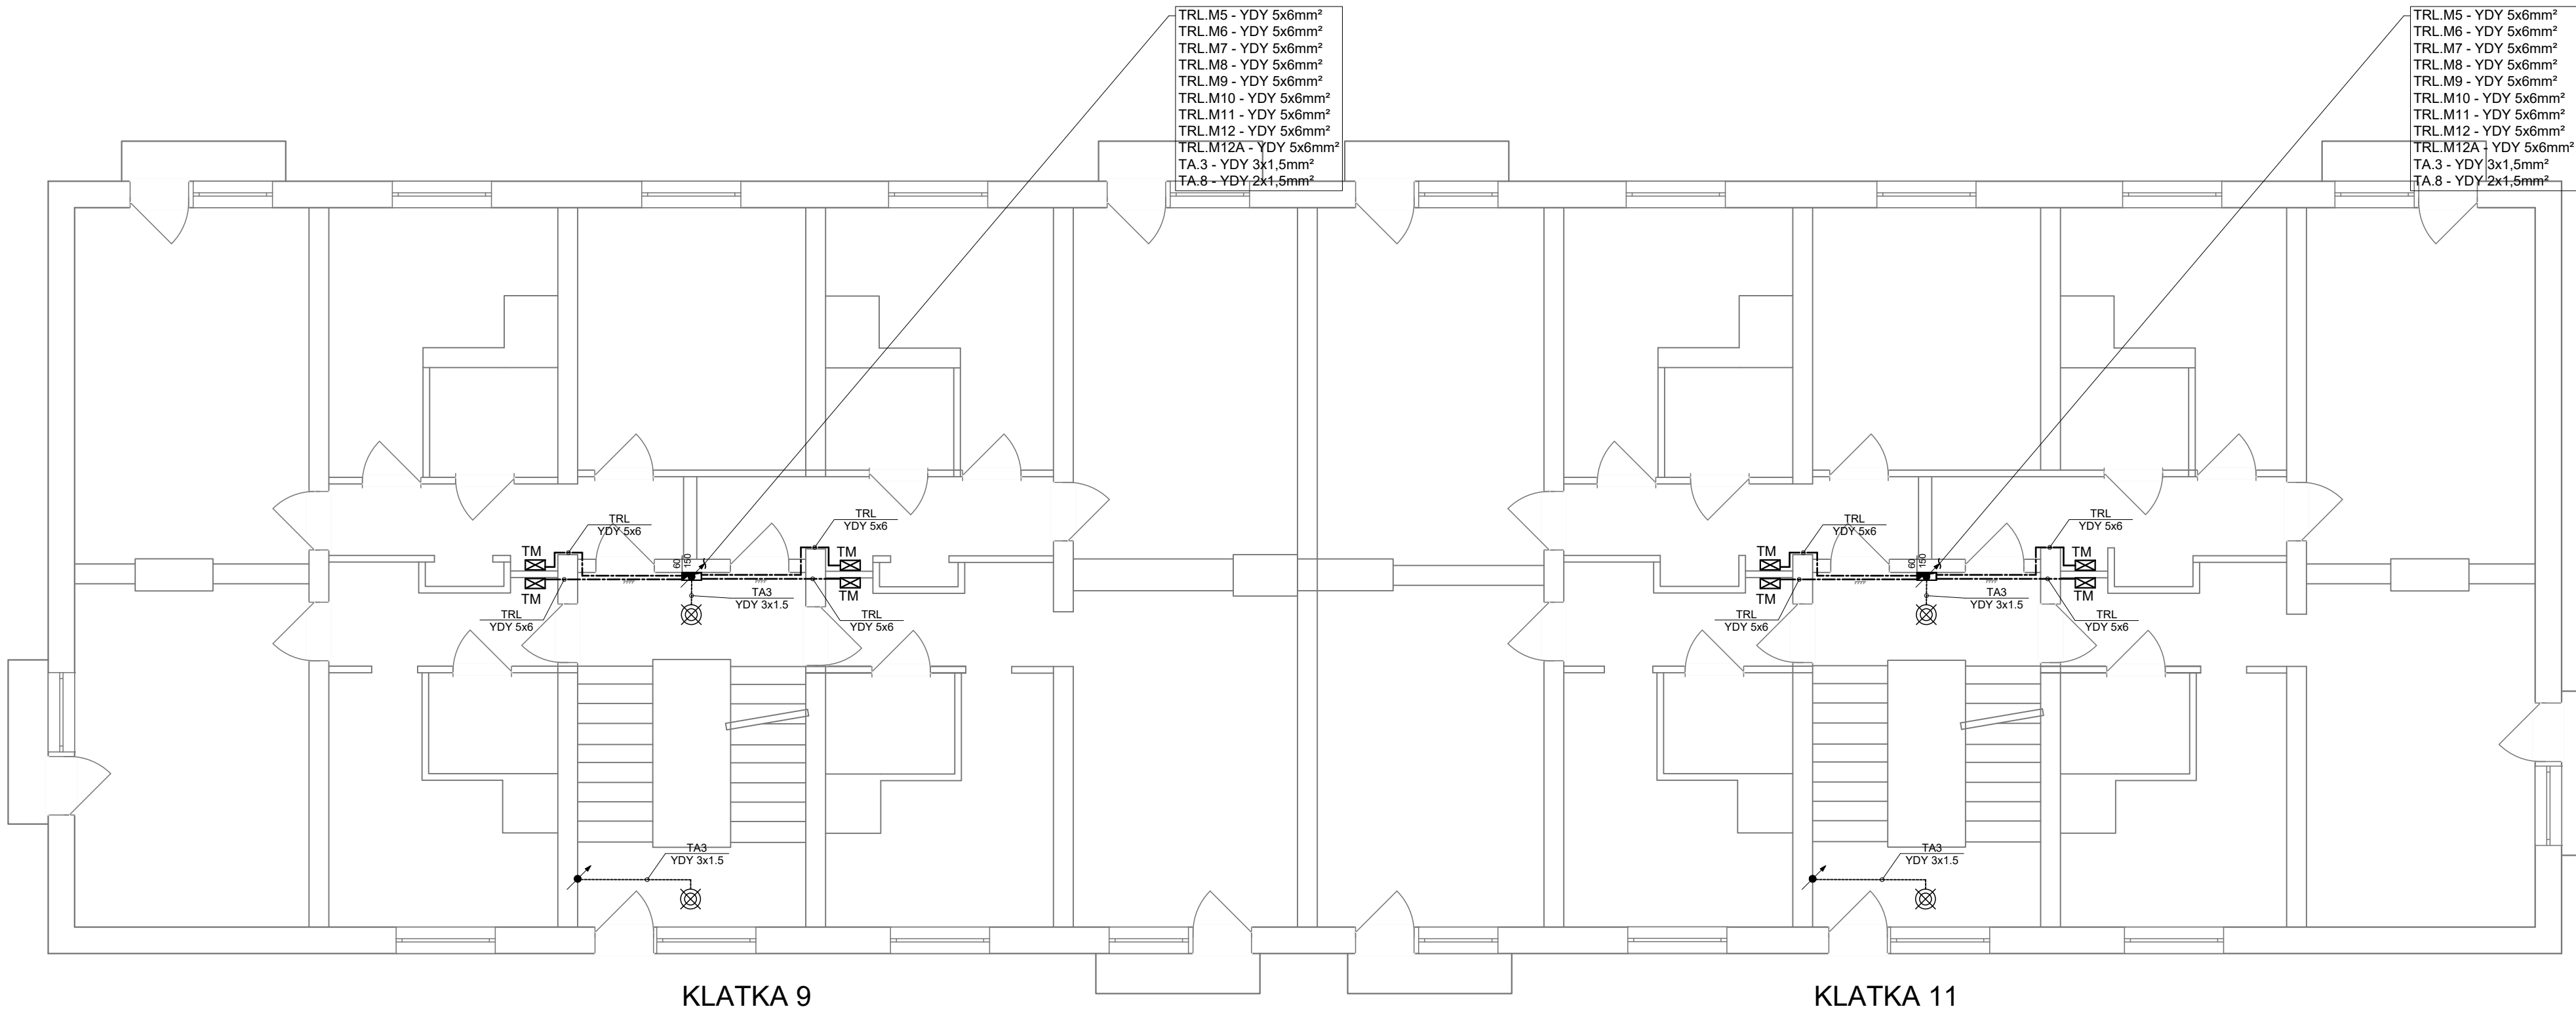 TRL.M5 - YDY 5x6mm²
TRL.M6 - YDY 5x6mm²
TRL.M7 - YDY 5x6mm²
TRL.M8 - YDY 5x6mm²
TRL.M9 - YDY 5x6mm²
TRL.M10 - YDY 5x6mm²
TRL.M11 - YDY 5x6mm²
TRL.M12 - YDY 5x6mm²
TRL.M12A - YDY 5x6mm²
TA.3 - YDY 3x1,5mm²
TA.8 - YDY 2x1,5mm²
TRL.M5 - YDY 5x6mm²
TRL.M6 - YDY 5x6mm²
TRL.M7 - YDY 5x6mm²
TRL.M8 - YDY 5x6mm²
TRL.M9 - YDY 5x6mm²
TRL.M10 - YDY 5x6mm²
TRL.M11 - YDY 5x6mm²
TRL.M12 - YDY 5x6mm²
TRL.M12A - YDY 5x6mm²
TA.3 - YDY 3x1,5mm²
TA.8 - YDY 2x1,5mm²
TRL
YDY 5x6
TRL
YDY 5x6
TM
TM
60
150
TM
TM
TA3
YDY 3x1.5
TRL
YDY 5x6
TRL
YDY 5x6
TA3
YDY 3x1.5
TRL
YDY 5x6
TRL
YDY 5x6
TM
TM
60
150
TM
TM
TA3
YDY 3x1.5
TRL
YDY 5x6
TRL
YDY 5x6
TA3
YDY 3x1.5
KLATKA 9
KLATKA 11